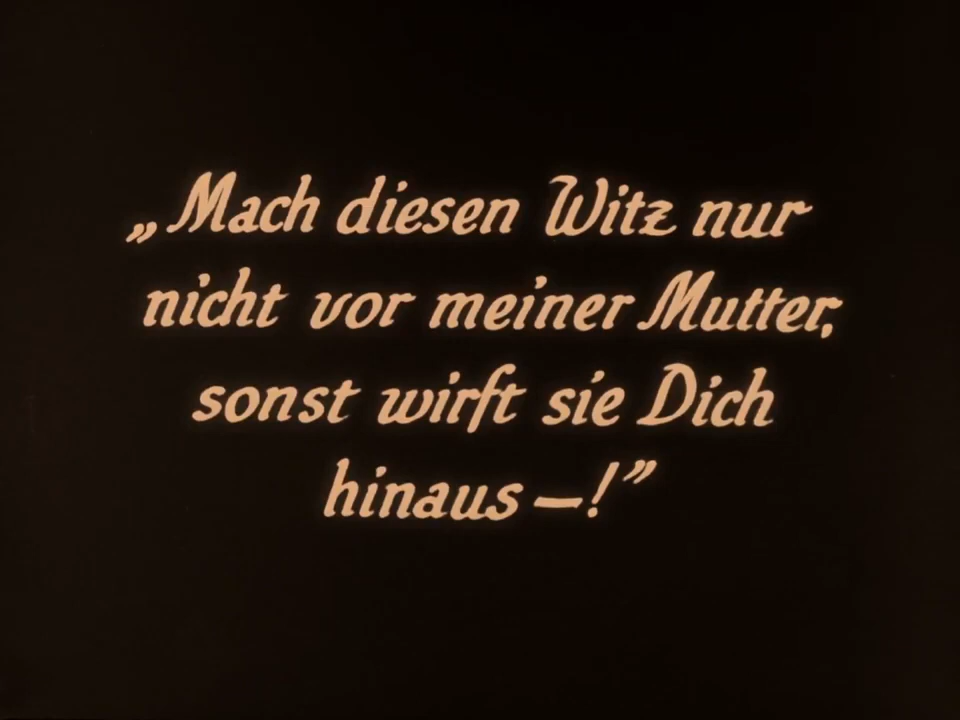 „Mach diesen Witz nur
nicht vor meiner Mutter,
sonst wirft sie Dich
hinaus —!”